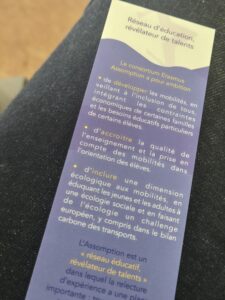 Réseau d'éducation,
révélateur de talents
Le consortium Erasmus
Assomption a pour ambition
• de développer les mobilités, en
veillant à l'inclusion de tous
intégrant les contraintes
économiques de certaines familles
et les besoins éducatifs particuliers
de certains élèves.
• d'accroitre la qualité de
l'enseignement et la prise en
compte des mobilités dans
l'orientation des élèves.
• d'inclure une dimension
écologique aux mobilités, en
éduquant les jeunes et les adultes à
une écologie sociale et en faisant
de l'écologie un challenge
européen, y compris dans le bilan
carbone des transports.
L'Assomption est un
« réseau éducatif,
révélateur de talents »
dans lequel la relecture
d'expérience a une place
importante :